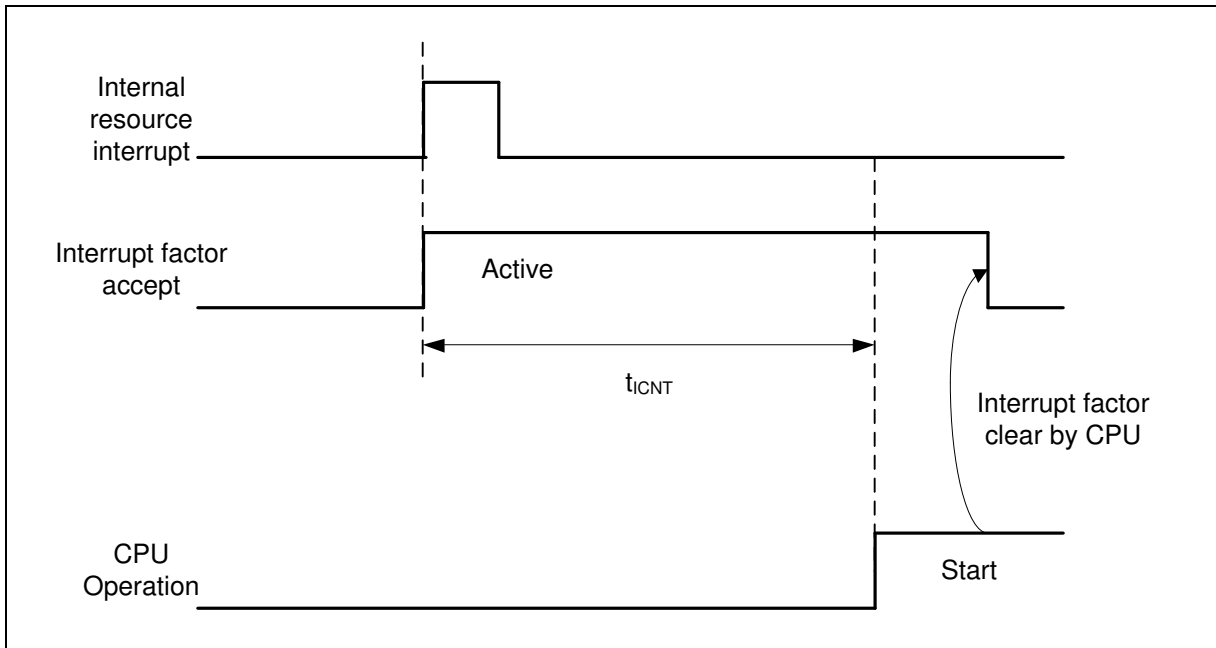 Internal
resource
interrupt
Interrupt factor
accept
Active
tICNT
Interrupt factor
clear by CPU
CPU
Operation
Start